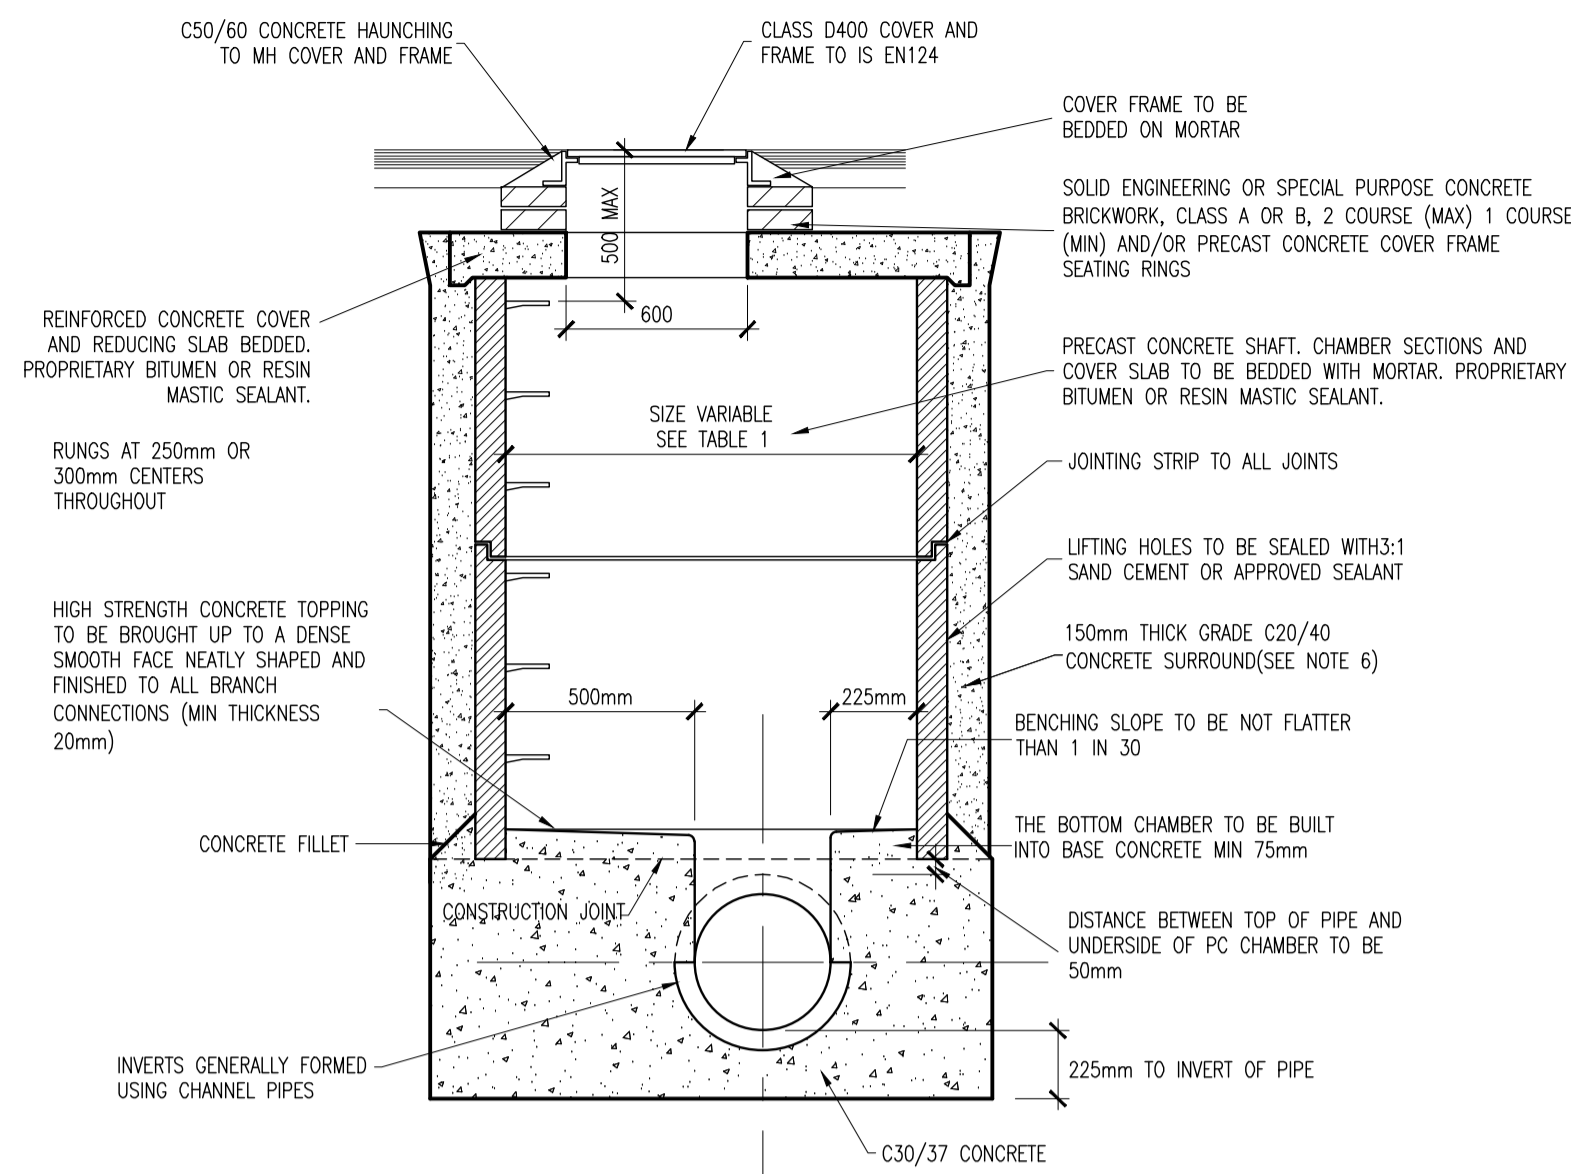 C50/60 CONCRETE HAUNCHING
TO MH COVER AND FRAME
CLASS D400 COVER AND
FRAME TO IS EN124
COVER FRAME TO BE
BEDDED ON MORTAR
SOLID ENGINEERING OR SPECIAL PURPOSE CONCRETE
BRICKWORK, CLASS A OR B, 2 COURSE (MAX) 1 COURSE
(MIN) AND/OR PRECAST CONCRETE COVER FRAME
SEATING RINGS
500 MAX
600
REINFORCED CONCRETE COVER
AND REDUCING SLAB BEDDED.
PROPRIETARY BITUMEN OR RESIN
MASTIC SEALANT.
PRECAST CONCRETE SHAFT. CHAMBER SECTIONS AND
COVER SLAB TO BE BEDDED WITH MORTAR. PROPRIETARY
BITUMEN OR RESIN MASTIC SEALANT.
SIZE VARIABLE
SEE TABLE 1
RUNGS AT 250mm OR
300mm CENTERS
THROUGHOUT
JOINTING STRIP TO ALL JOINTS
LIFTING HOLES TO BE SEALED WITH3:1
SAND CEMENT OR APPROVED SEALANT
HIGH STRENGTH CONCRETE TOPPING
TO BE BROUGHT UP TO A DENSE
SMOOTH FACE NEATLY SHAPED AND
FINISHED TO ALL BRANCH
CONNECTIONS (MIN THICKNESS
20mm)
150mm THICK GRADE C20/40
CONCRETE SURROUND(SEE NOTE 6)
500mm
225mm
BENCHING SLOPE TO BE NOT FLATTER
THAN 1 IN 30
CONCRETE FILLET
THE BOTTOM CHAMBER TO BE BUILT
INTO BASE CONCRETE MIN 75mm
CONSTRUCTION JOINT
DISTANCE BETWEEN TOP OF PIPE AND
UNDERSIDE OF PC CHAMBER TO BE
50mm
INVERTS GENERALLY FORMED
USING CHANNEL PIPES
225mm TO INVERT OF PIPE
C30/37 CONCRETE